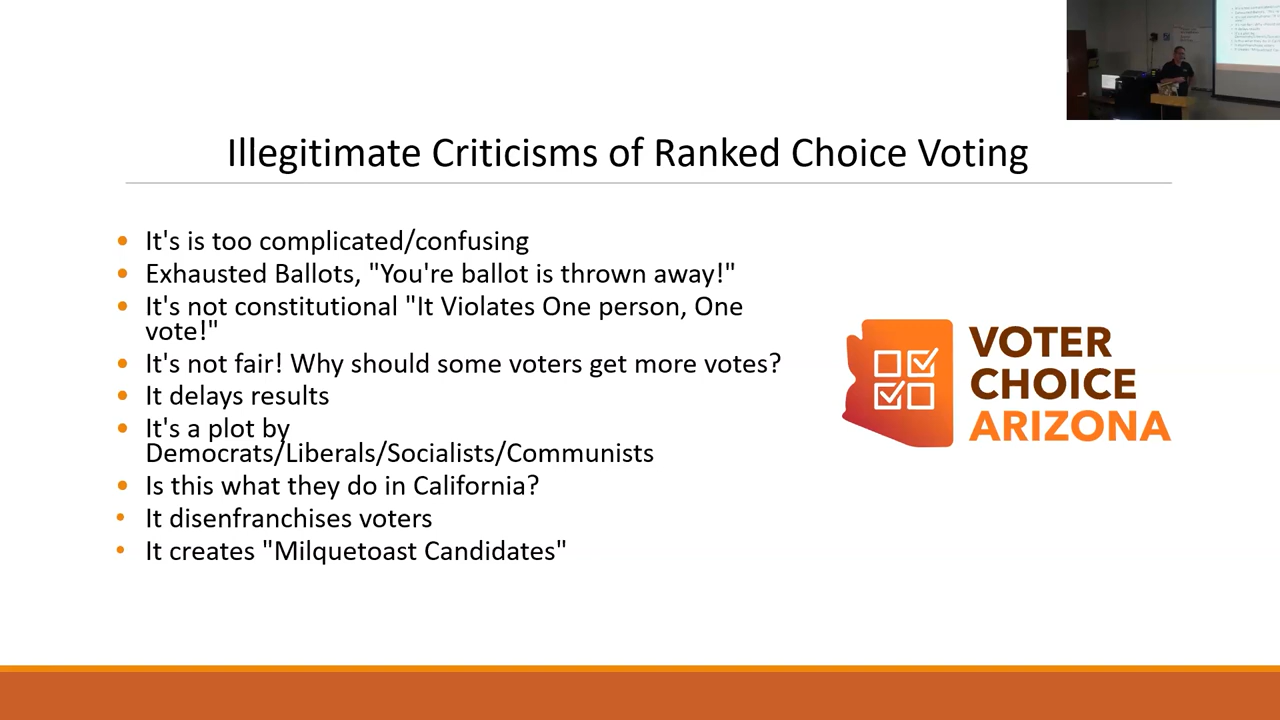 Illegitimate Criticisms of Ranked Choice Voting
• It's is too complicated/confusing
• Exhausted Ballots, "You're ballot is thrown away!"
• It's not constitutional "It Violates One person, One
vote!"
• It's not fair! Why should some voters get more votes?
• It delays results
• It's a plot by
Democrats/Liberals/Socialists/Communists
• Is this what they do in California?
• It disenfranchises voters
• It creates "Milquetoast Candidates"
VOTER
CHOICE
ARIZONA